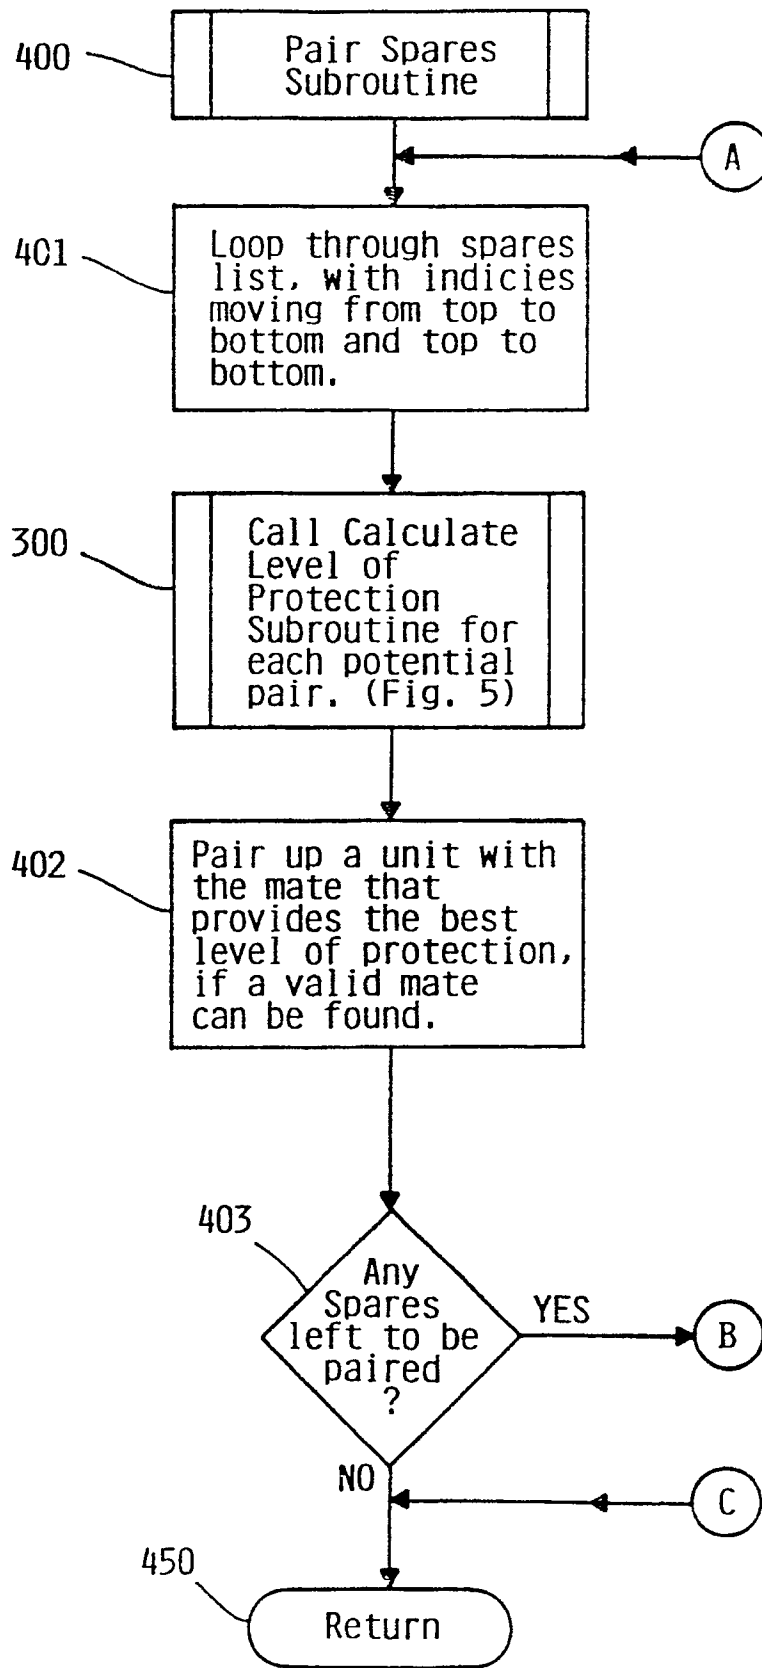 400
Pair Spares
Subroutine
A
401
Loop through spares
list, with indicies
moving from top to
bottom and top to
bottom.
300
Call Calculate
Level of
Protection
Subroutine for
each potential
pair. (Fig. 5)
402
Pair up a unit with
the mate that
provides the best
level of protection,
if a valid mate
can be found.
403
Any
Spares
left to be
paired
?
YES
B
NO
C
450
Return